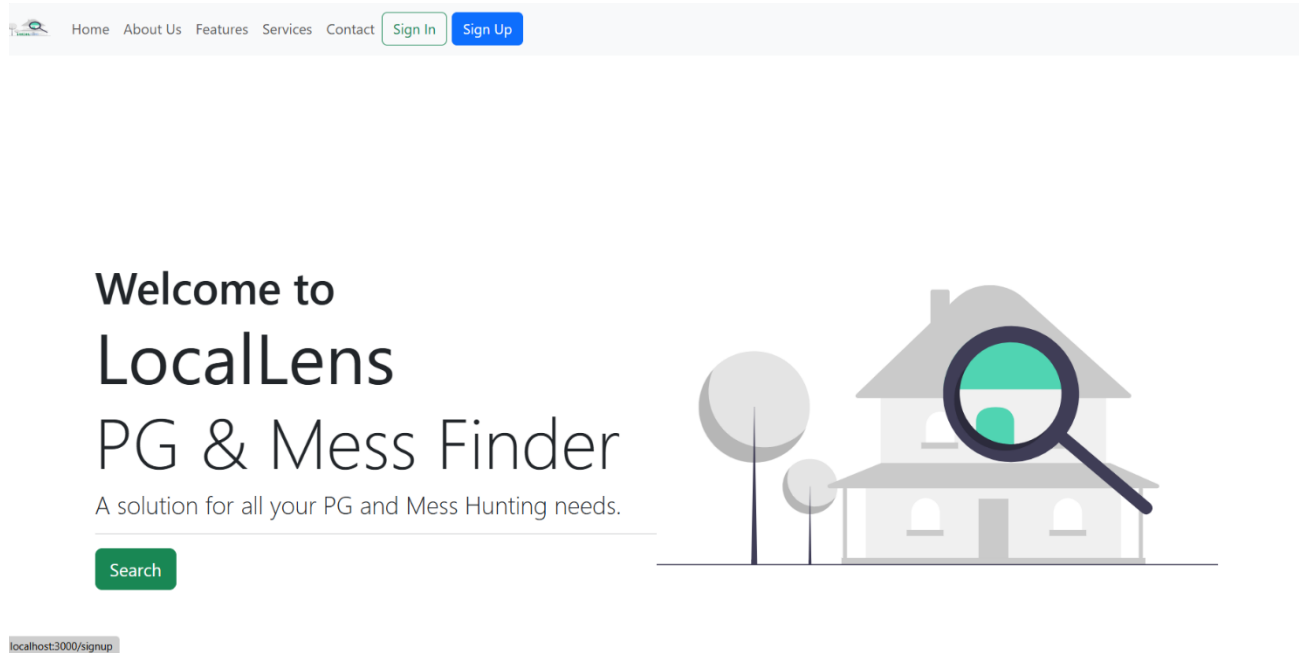 Home About Us Features Services Contact Sign In Sign Up
Welcome to
LocalLens
PG & Mess Finder
A solution for all your PG and Mess Hunting needs.
Search
localhost:3000/signup